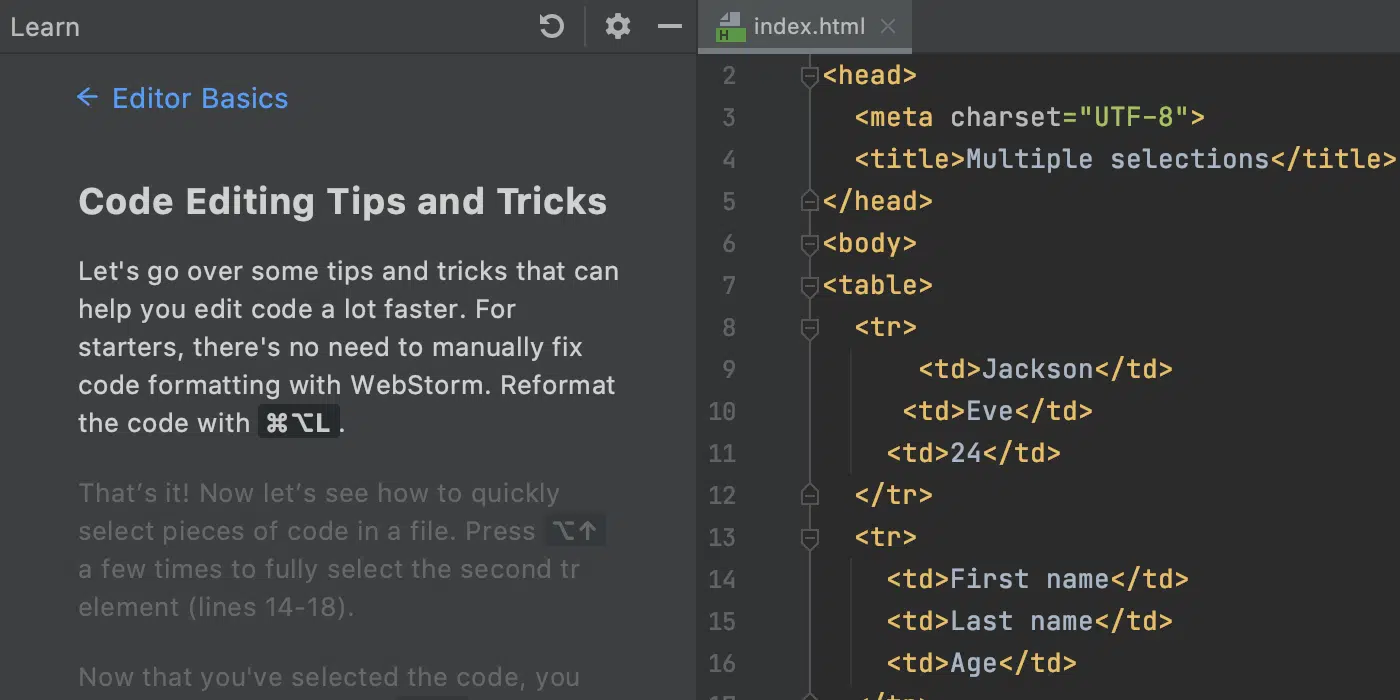 Learn
← Editor Basics
Code Editing Tips and Tricks
Let's go over some tips and tricks that can
help you edit code a lot faster. For
starters, there's no need to manually fix
code formatting with WebStorm. Reformat
the code with ⌘⌥L.
That’s it! Now let’s see how to quickly
select pieces of code in a file. Press ⌥↑
a few times to fully select the second tr
element (lines 14-18).
Now that you've selected the code, you
H index.html
2 <head>
3 <meta charset="UTF-8">
4 <title>Multiple selections</title>
5 </head>
6 <body>
7 <table>
8 <tr>
9 <td>Jackson</td>
10 <td>Eve</td>
11 <td>24</td>
12 </tr>
13 <tr>
14 <td>First name</td>
15 <td>Last name</td>
16 <td>Age</td>